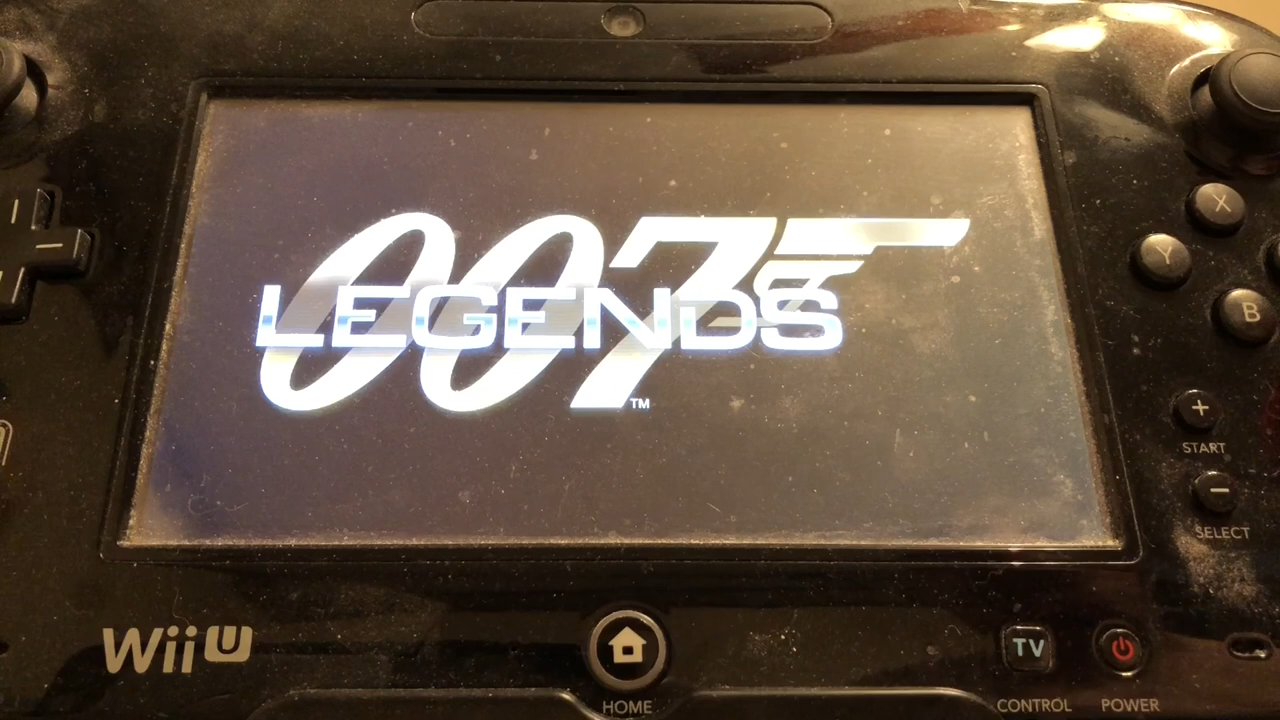 007
LEGENDS
TM
X
Y
B
+
START
-
SELECT
Wii U
TV
HOME
CONTROL
POWER